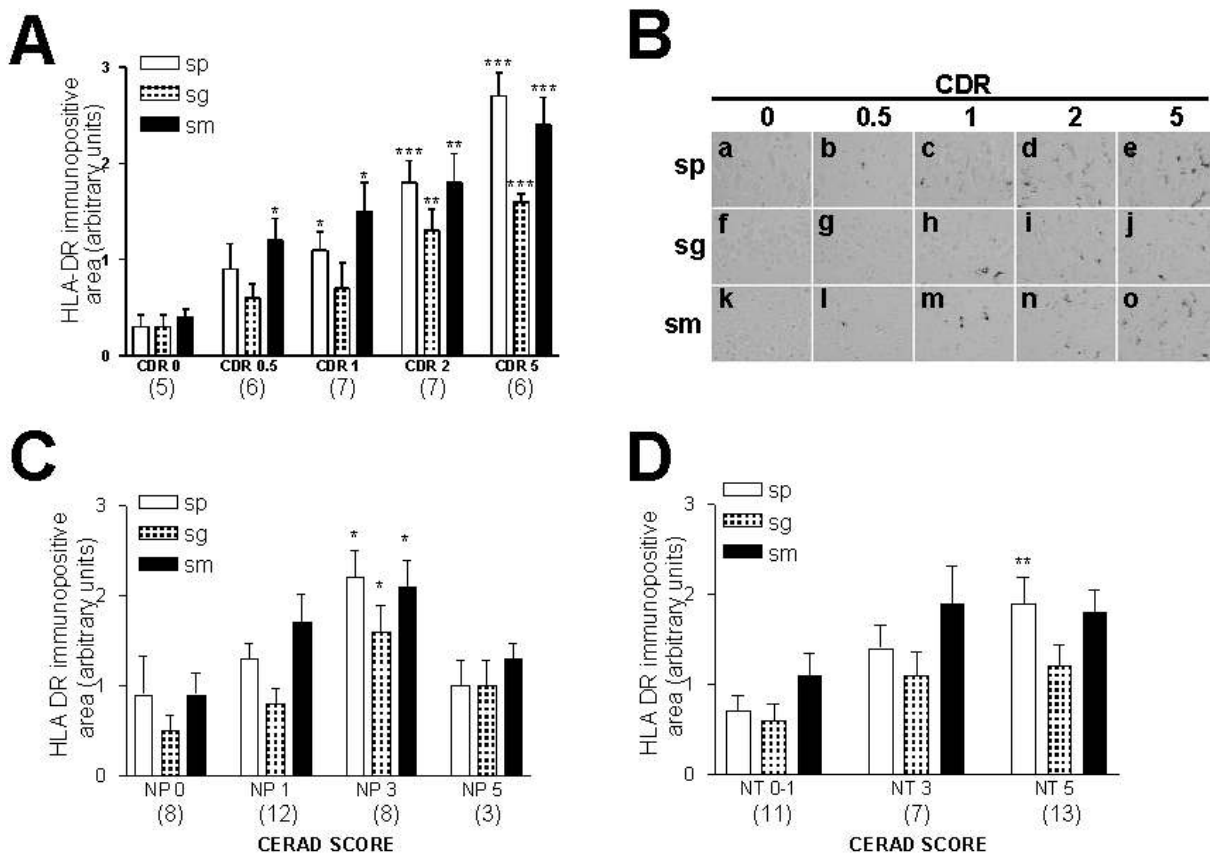 A
HLA-DR immunopositive
area (arbitrary units)
3
2
1
0
sp
sg
sm
*
*
*
***
**
**
***
***
***
CDR 0
CDR 0.5
CDR 1
CDR 2
CDR 5
(5)
(6)
(7)
(7)
(6)
B
CDR
0 0.5 1 2 5
sp a b c d e
sg f g h i j
sm k l m n o
C
HLA DR immunopositive
area (arbitrary units)
3
2
1
0
sp
sg
sm
*
*
*
NP 0 NP 1 NP 3 NP 5
(8) (12) (8) (3)
CERAD SCORE
D
HLA DR immunopositive
area (arbitrary units)
3
2
1
0
sp
sg
sm
**
NT 0-1 NT 3 NT 5
(11) (7) (13)
CERAD SCORE